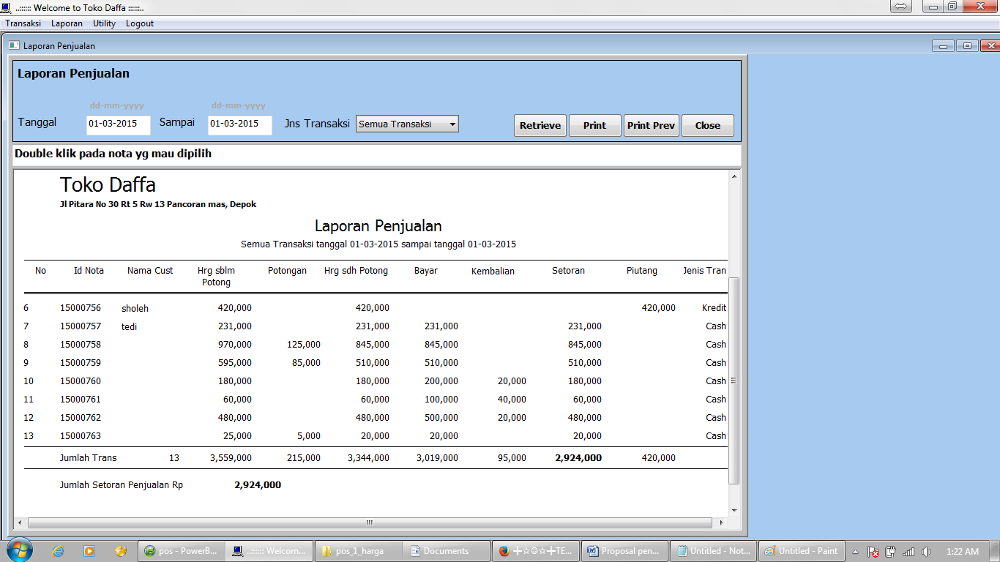 ..:::::: Welcome to Toko Daffa ::::::..
Transaksi Laporan Utility Logout
Laporan Penjualan
Laporan Penjualan
dd-mm-yyyy dd-mm-yyyy
Tanggal 01-03-2015 Sampai 01-03-2015 Jns Transaksi Semua Transaksi Retrieve Print Print Prev Close
Double klik pada nota yg mau dipilih
Toko Daffa
Jl Pitara No 30 Rt 5 Rw 13 Pancoran mas, Depok
Laporan Penjualan
Semua Transaksi tanggal 01-03-2015 sampai tanggal 01-03-2015
No Id Nota Nama Cust Hrg sblm Potongan Hrg sdh Potong Bayar Kembalian Setoran Piutang Jenis Tran
Potong
6 15000756 sholeh 420,000 420,000 420,000 Kredit
7 15000757 tedi 231,000 231,000 231,000 231,000 Cash
8 15000758 970,000 125,000 845,000 845,000 845,000 Cash
9 15000759 595,000 85,000 510,000 510,000 510,000 Cash
10 15000760 180,000 180,000 200,000 20,000 180,000 Cash
11 15000761 60,000 60,000 100,000 40,000 60,000 Cash
12 15000762 480,000 480,000 500,000 20,000 480,000 Cash
13 15000763 25,000 5,000 20,000 20,000 20,000 Cash
Jumlah Trans 13 3,559,000 215,000 3,344,000 3,019,000 95,000 2,924,000 420,000
Jumlah Setoran Penjualan Rp 2,924,000
pos - PowerB... ..:::::: Welcom... pos_1_harga Documents ┼☆☺☆┼TE... Proposal pen... Untitled - Not... Untitled - Paint 1:22 AM